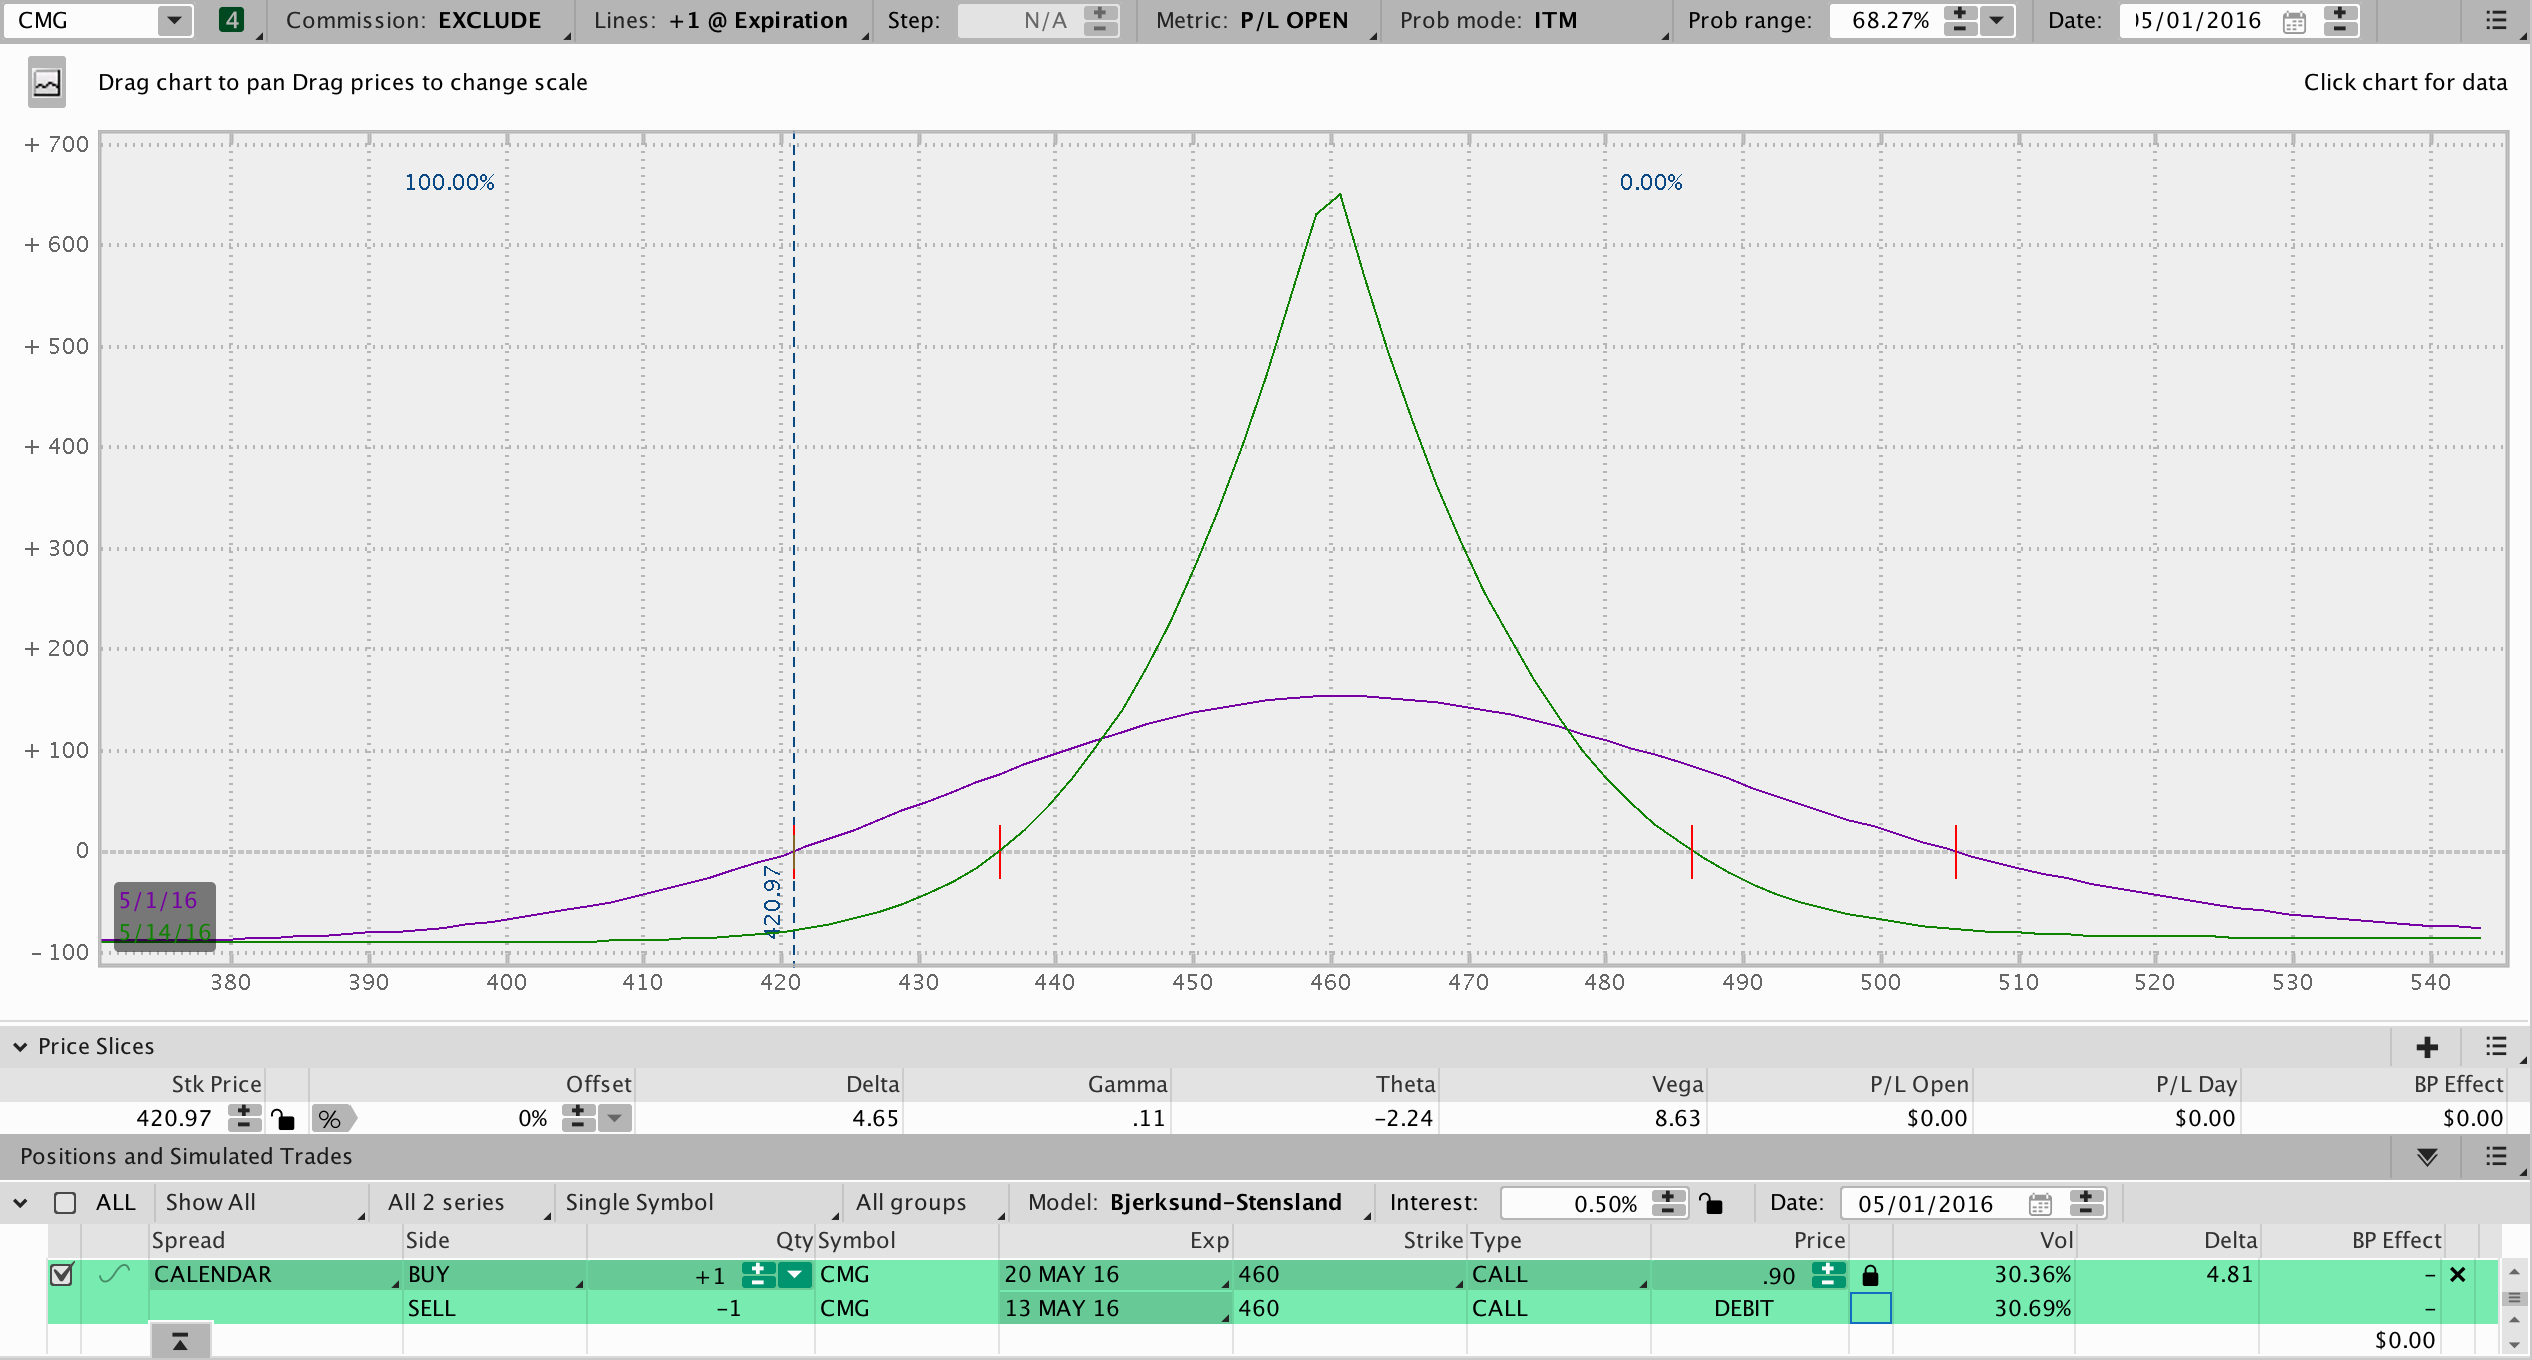 CMG 4 Commission: EXCLUDE Lines: +1 @ Expiration Step: N/A Metric: P/L OPEN Prob mode: ITM Prob range: 68.27% Date: 05/01/2016
Drag chart to pan Drag prices to change scale Click chart for data
+ 700
100.00% 0.00%
+ 600
+ 500
+ 400
+ 300
+ 200
+ 100
0
420.97
5/1/16
5/14/16
- 100
380 390 400 410 420 430 440 450 460 470 480 490 500 510 520 530 540
Price Slices
Stk Price Offset Delta Gamma Theta Vega P/L Open P/L Day BP Effect
420.97 % 0% 4.65 .11 -2.24 8.63 $0.00 $0.00 $0.00
Positions and Simulated Trades
ALL Show All All 2 series Single Symbol All groups Model: Bjerksund-Stensland Interest: 0.50% Date: 05/01/2016
Spread Side Qty Symbol Exp Strike Type Price Vol Delta BP Effect
CALENDAR BUY +1 CMG 20 MAY 16 460 CALL .90 30.36% 4.81 –
SELL -1 CMG 13 MAY 16 460 CALL DEBIT 30.69% –
$0.00